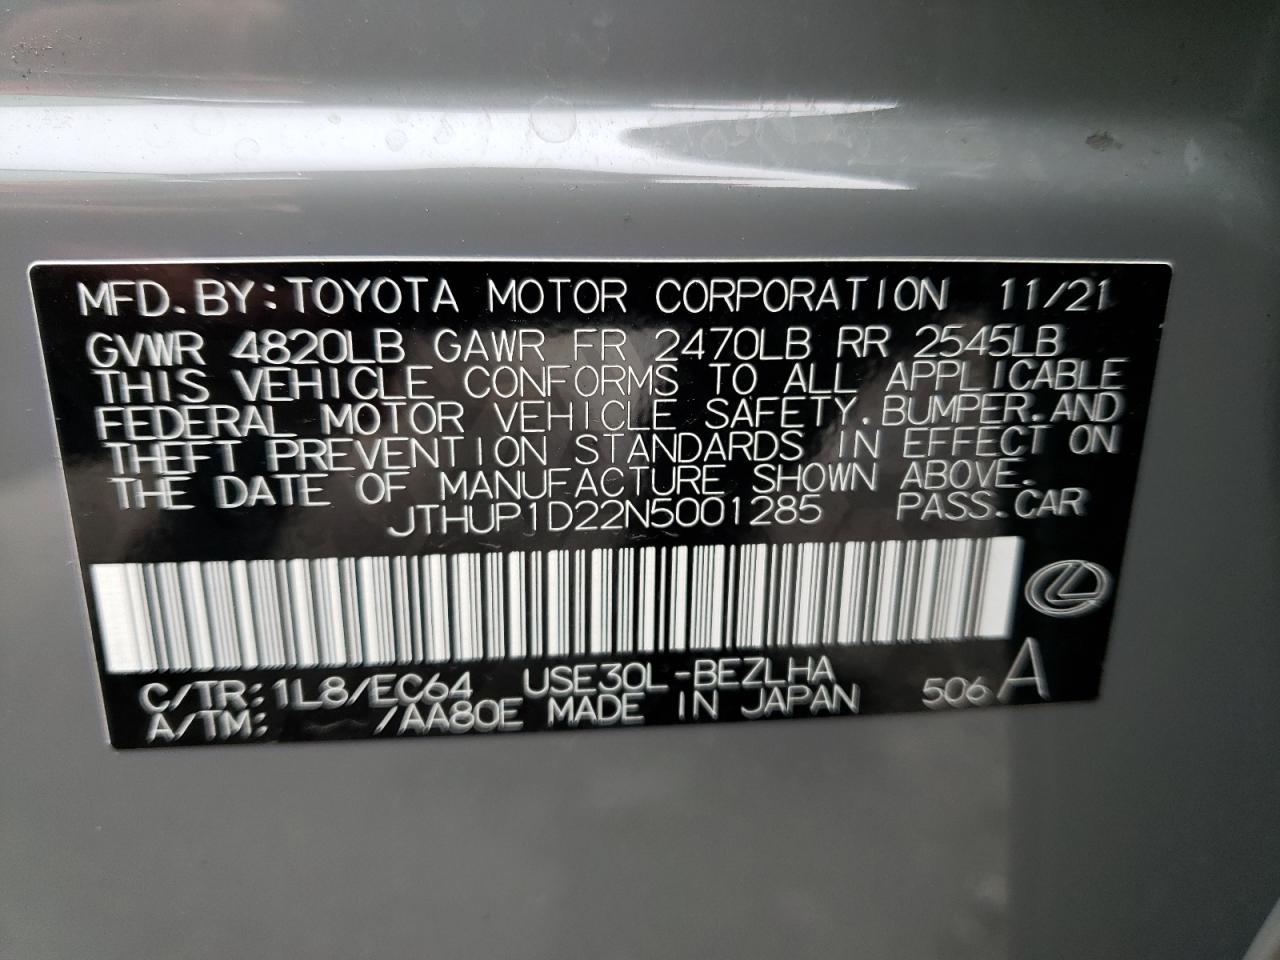 MFD. BY: TOYOTA MOTOR CORPORATION 11/21
GVWR 4820LB GAWR FR 2470LB RR 2545LB
THIS VEHICLE CONFORMS TO ALL APPLICABLE
FEDERAL MOTOR VEHICLE SAFETY, BUMPER, AND
THEFT PREVENTION STANDARDS IN EFFECT ON
THE DATE OF MANUFACTURE SHOWN ABOVE.
JTHUP1D22N5001285 PASS. CAR
C/TR: 1L8/EC64 USE30L-BEZLHA
A/TM: /AA80E MADE IN JAPAN 506 A